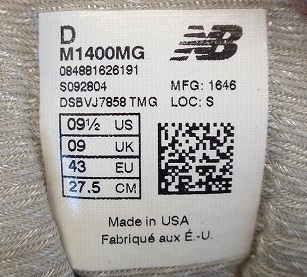 D
M1400MG NB
084881626191
S092804 MFG: 1646
DSBVJ7858 TMG LOC: S
09½ US
09 UK
43 EU
27.5 CM
Made in USA
Fabriqué aux É.-U.